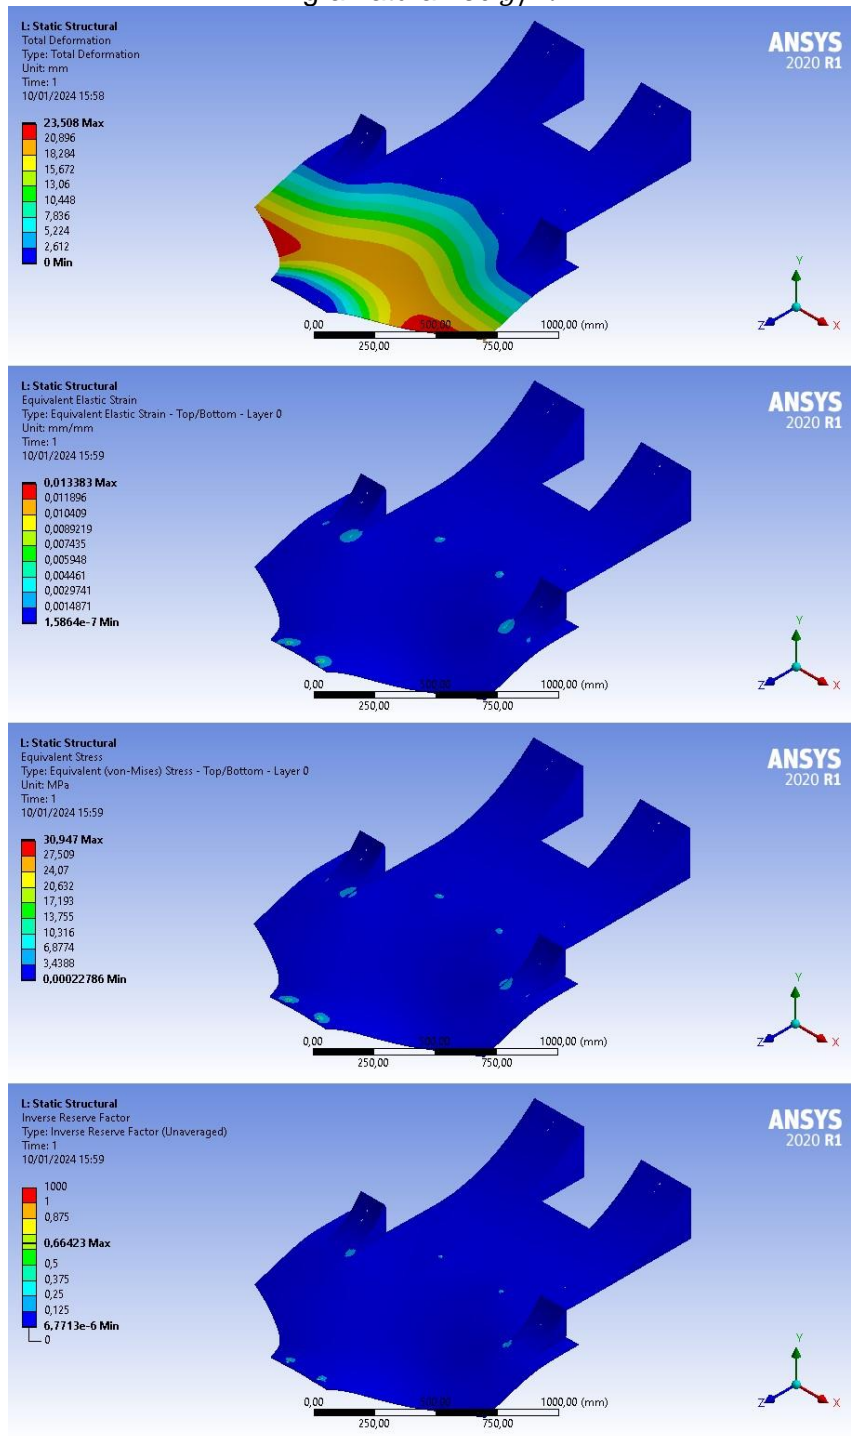 L: Static Structural
Total Deformation
Type: Total Deformation
Unit: mm
Time: 1
10/01/2024 15:58
23,508 Max
20,896
18,284
15,672
13,06
10,448
7,836
5,224
2,612
0 Min
ANSYS
2020 R1
0,00 500,00 1000,00 (mm)
250,00 750,00
Y
Z X
L: Static Structural
Equivalent Elastic Strain
Type: Equivalent Elastic Strain - Top/Bottom - Layer 0
Unit: mm/mm
Time: 1
10/01/2024 15:59
0,013383 Max
0,011896
0,010409
0,0089219
0,007435
0,005948
0,004461
0,0029741
0,0014871
1,5864e-7 Min
ANSYS
2020 R1
0,00 500,00 1000,00 (mm)
250,00 750,00
Y
Z X
L: Static Structural
Equivalent Stress
Type: Equivalent (von-Mises) Stress - Top/Bottom - Layer 0
Unit: MPa
Time: 1
10/01/2024 15:59
30,947 Max
27,509
24,07
20,632
17,193
13,755
10,316
6,8774
3,4388
0,00022786 Min
ANSYS
2020 R1
0,00 500,00 1000,00 (mm)
250,00 750,00
Y
Z X
L: Static Structural
Inverse Reserve Factor
Type: Inverse Reserve Factor (Unaveraged)
Time: 1
10/01/2024 15:59
1000
1
0,875
0,66423 Max
0,5
0,375
0,25
0,125
6,7713e-6 Min
0
ANSYS
2020 R1
0,00 500,00 1000,00 (mm)
250,00 750,00
Y
Z X